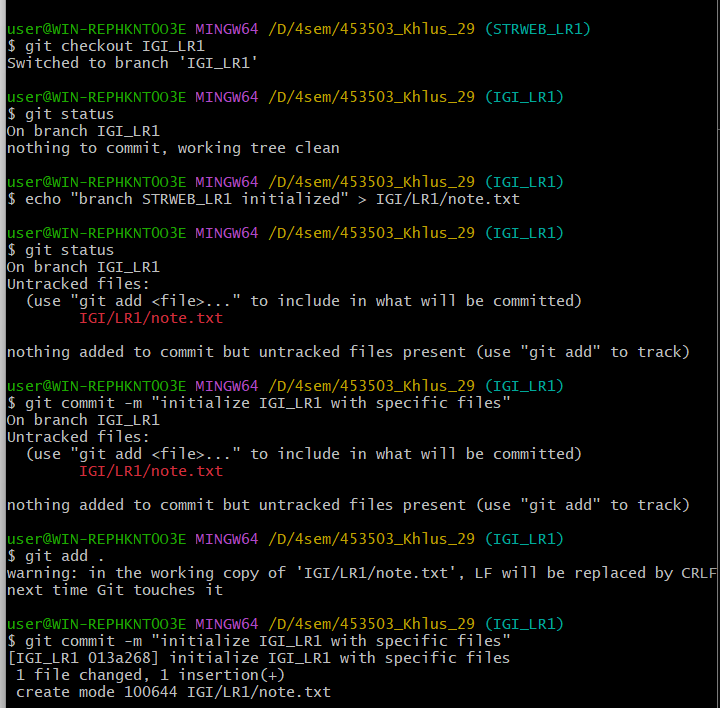 user@WIN-REPHKNTOO3E MINGW64 /D/4sem/453503_Khlus_29 (STRWEB_LR1)
$ git checkout IGI_LR1
Switched to branch 'IGI_LR1'
user@WIN-REPHKNTOO3E MINGW64 /D/4sem/453503_Khlus_29 (IGI_LR1)
$ git status
On branch IGI_LR1
nothing to commit, working tree clean
user@WIN-REPHKNTOO3E MINGW64 /D/4sem/453503_Khlus_29 (IGI_LR1)
$ echo "branch STRWEB_LR1 initialized" > IGI/LR1/note.txt
user@WIN-REPHKNTOO3E MINGW64 /D/4sem/453503_Khlus_29 (IGI_LR1)
$ git status
On branch IGI_LR1
Untracked files:
  (use "git add <file>..." to include in what will be committed)
        IGI/LR1/note.txt
nothing added to commit but untracked files present (use "git add" to track)
user@WIN-REPHKNTOO3E MINGW64 /D/4sem/453503_Khlus_29 (IGI_LR1)
$ git commit -m "initialize IGI_LR1 with specific files"
On branch IGI_LR1
Untracked files:
  (use "git add <file>..." to include in what will be committed)
        IGI/LR1/note.txt
nothing added to commit but untracked files present (use "git add" to track)
user@WIN-REPHKNTOO3E MINGW64 /D/4sem/453503_Khlus_29 (IGI_LR1)
$ git add .
warning: in the working copy of 'IGI/LR1/note.txt', LF will be replaced by CRLF
next time Git touches it
user@WIN-REPHKNTOO3E MINGW64 /D/4sem/453503_Khlus_29 (IGI_LR1)
$ git commit -m "initialize IGI_LR1 with specific files"
[IGI_LR1 013a268] initialize IGI_LR1 with specific files
 1 file changed, 1 insertion(+)
 create mode 100644 IGI/LR1/note.txt